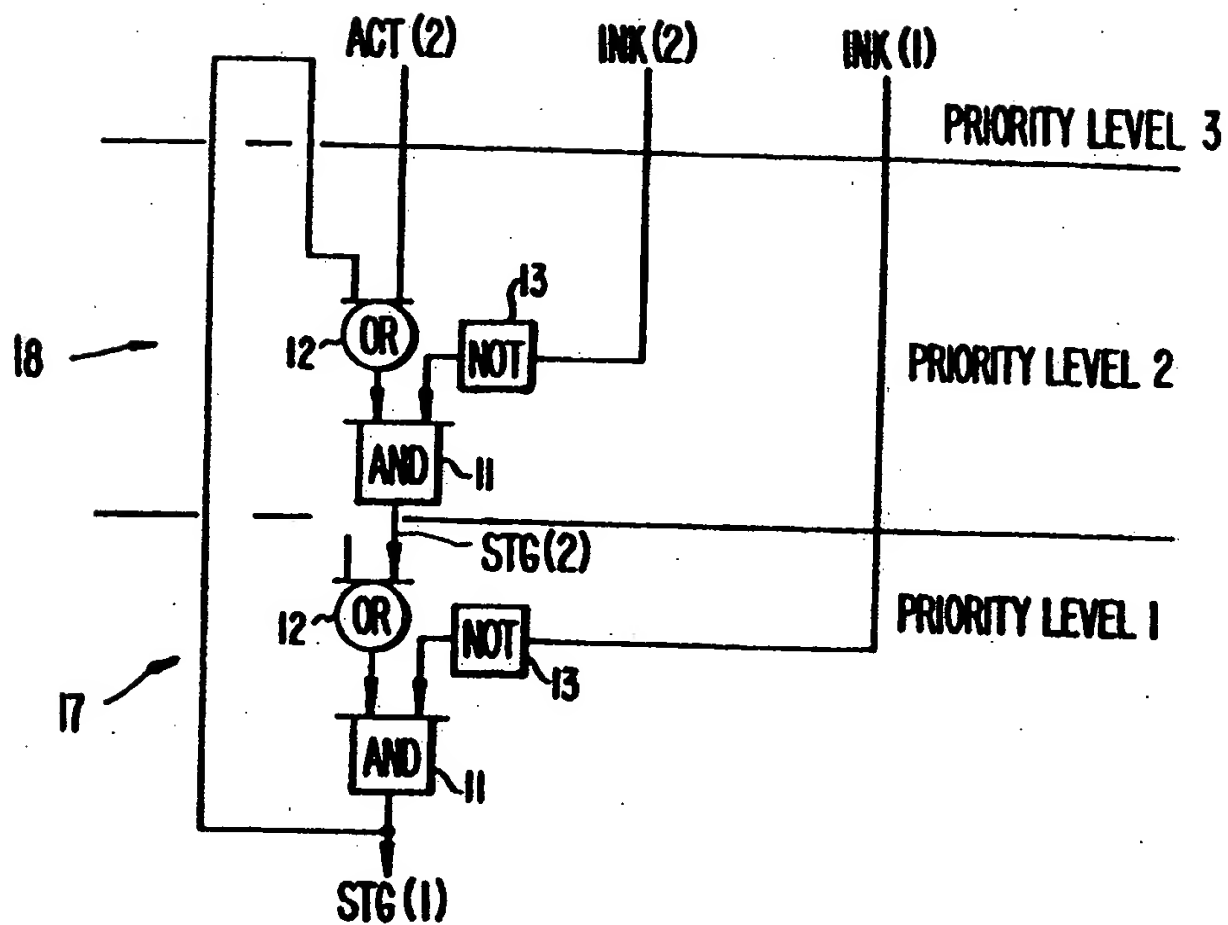 ACT(2) INK(2) INK(1)
PRIORITY LEVEL 3
13
12 OR
NOT
18
PRIORITY LEVEL 2
AND
11
STG(2)
12 OR
NOT
PRIORITY LEVEL 1
13
17
AND
11
STG(1)